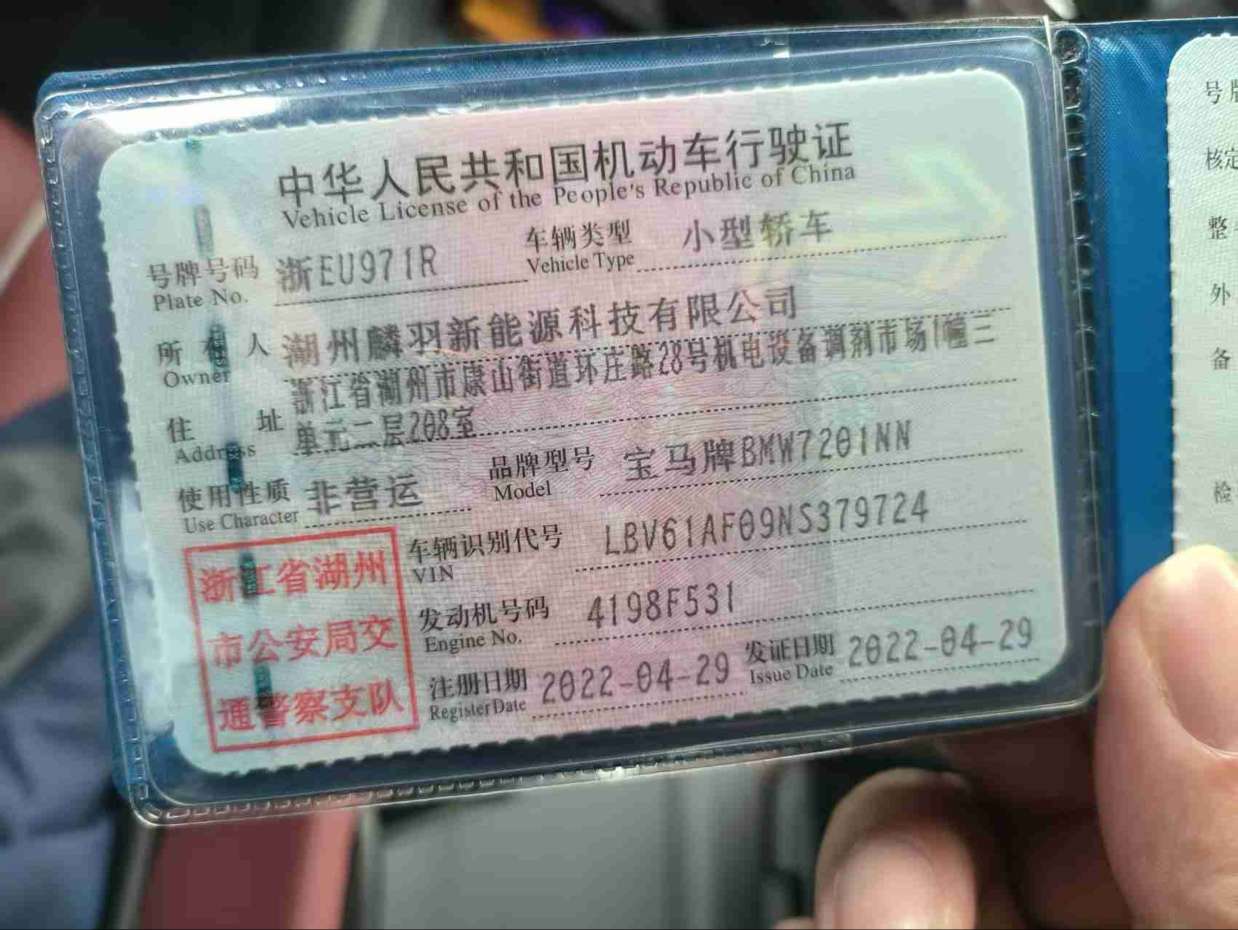 中华人民共和国机动车行驶证
Vehicle License of the People's Republic of China
号牌号码 浙EU971R 车辆类型 小型轿车
Plate No. Vehicle Type
所有人 湖州麟羽新能源科技有限公司
Owner
住址 浙江省湖州市康山街道环庄路28号机电设备调剂市场1幢三
单元二层208室
Address
使用性质 非营运 品牌型号 宝马牌BMW7201NN
Use Character Model
车辆识别代号 LBV61AF09NS379724
VIN
发动机号码 4198F531
Engine No.
注册日期 2022-04-29 发证日期 2022-04-29
Register Date Issue Date
浙江省湖州
市公安局交
通警察支队
号牌
核定
整
外
备
检